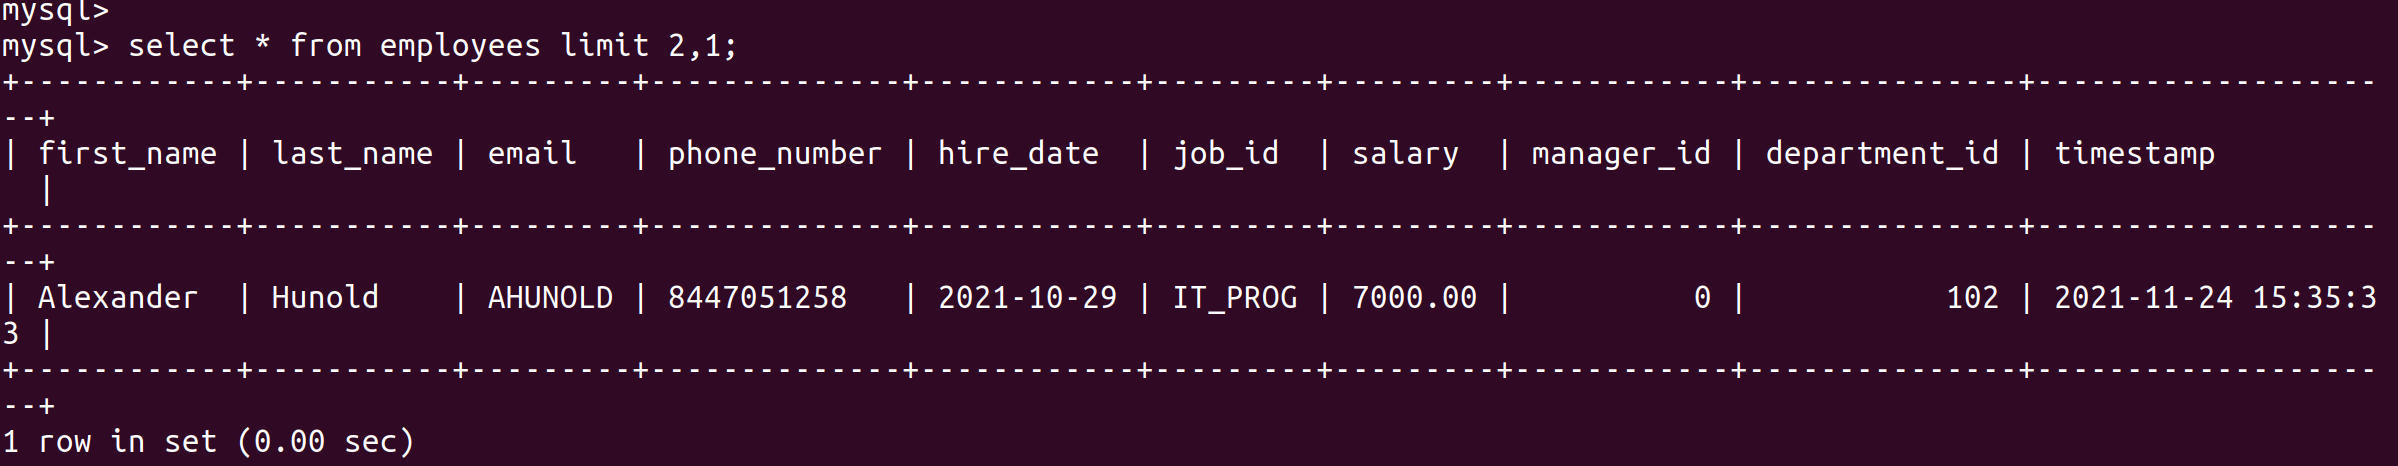 mysql>
mysql> select * from employees limit 2,1;
+------------+-----------+---------+--------------+------------+---------+---------+------------+---------------+-------------------
--+
| first_name | last_name | email   | phone_number | hire_date  | job_id  | salary  | manager_id | department_id | timestamp
  |
+------------+-----------+---------+--------------+------------+---------+---------+------------+---------------+-------------------
--+
| Alexander  | Hunold    | AHUNOLD | 8447051258   | 2021-10-29 | IT_PROG | 7000.00 |          0 |           102 | 2021-11-24 15:35:3
3 |
+------------+-----------+---------+--------------+------------+---------+---------+------------+---------------+-------------------
--+
1 row in set (0.00 sec)